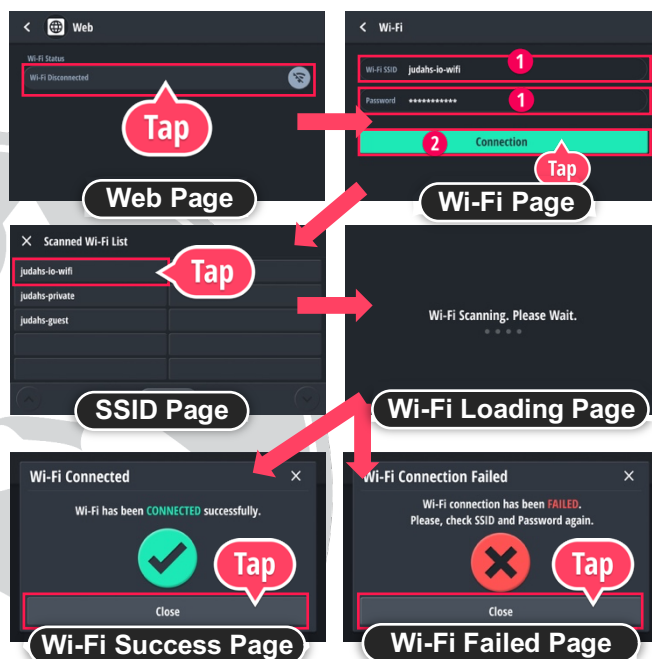 Web
Wi-Fi Status
Wi-Fi Disconnected
Tap
Web Page
Wi-Fi
Wi-Fi SSID judahs-io-wifi 1
Password *********** 1
2 Connection
Tap
Wi-Fi Page
Scanned Wi-Fi List
judahs-io-wifi
Tap
judahs-private
judahs-guest
SSID Page
Wi-Fi Scanning. Please Wait.
Wi-Fi Loading Page
Wi-Fi Connected
Wi-Fi has been CONNECTED successfully.
Tap
Close
Wi-Fi Success Page
Wi-Fi Connection Failed
Wi-Fi connection has been FAILED.
Please, check SSID and Password again.
Tap
Close
Wi-Fi Failed Page